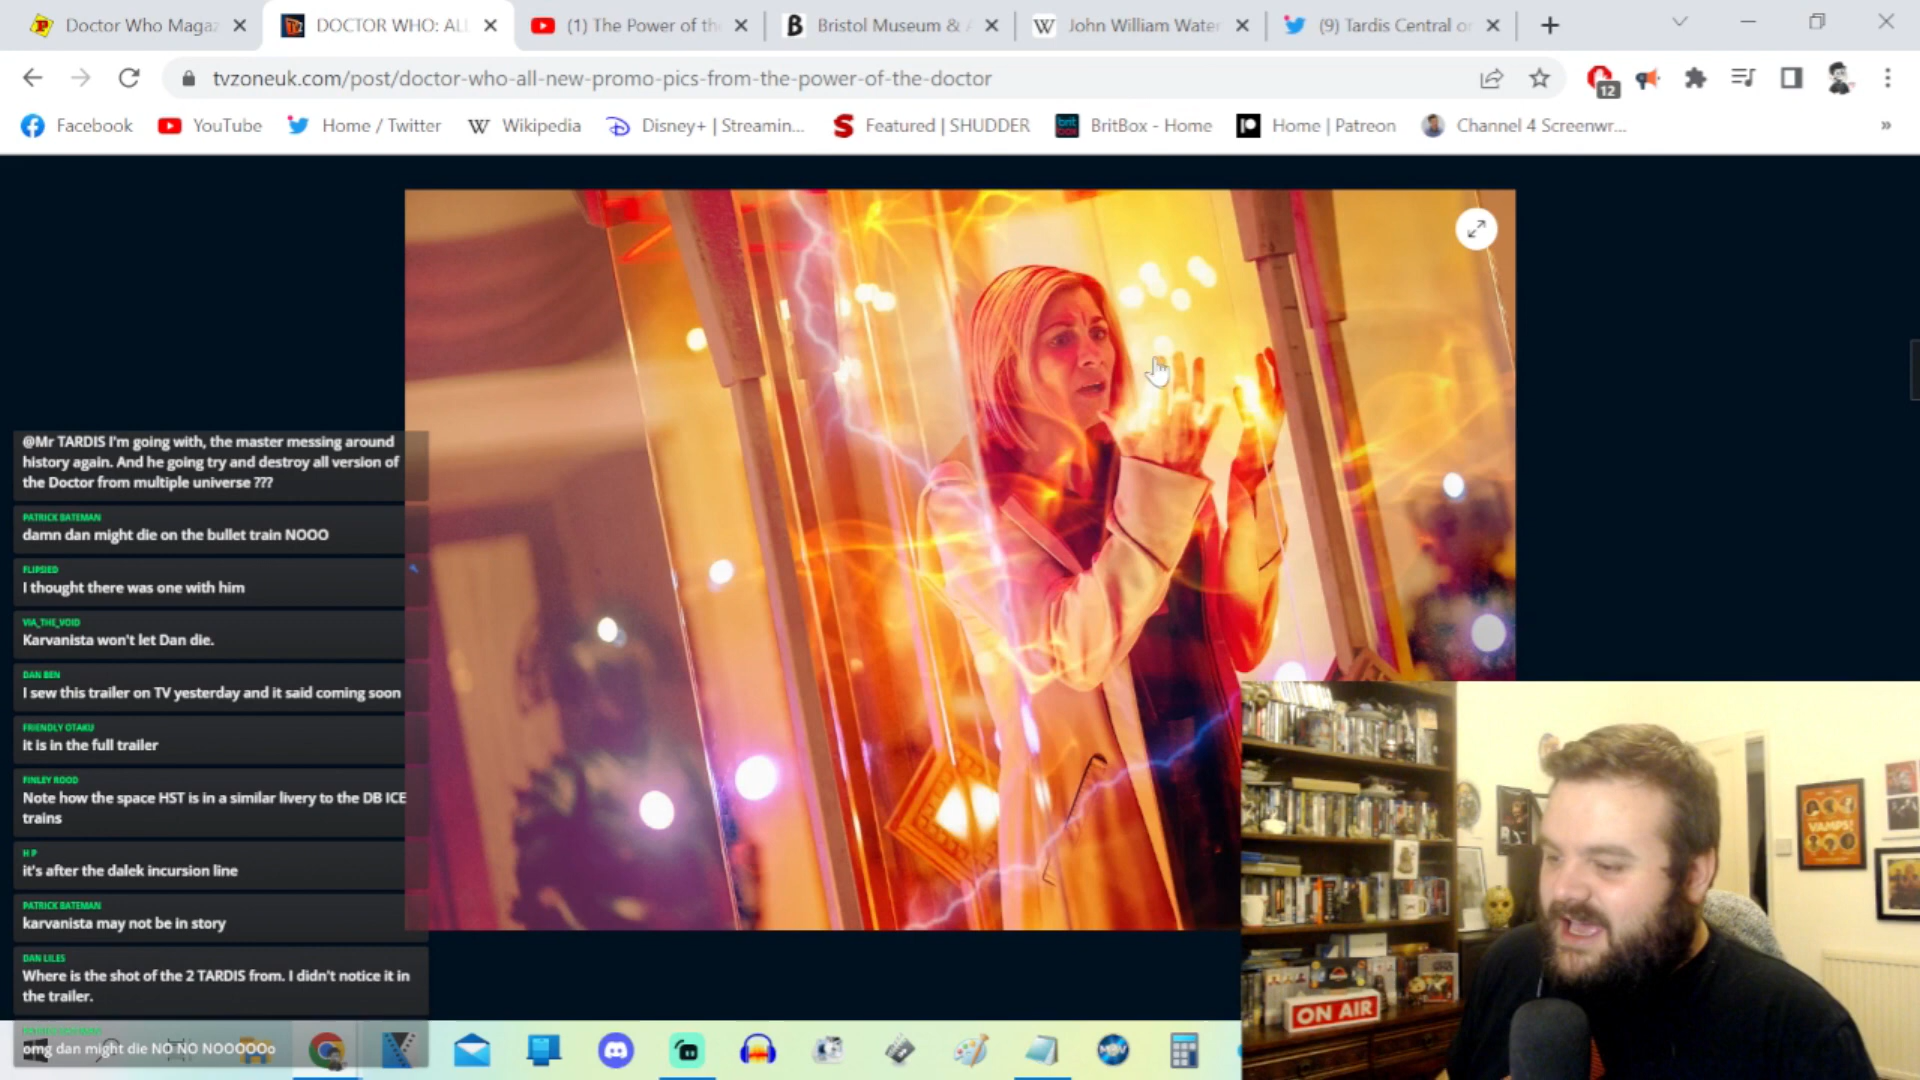 Doctor Who Magaz
DOCTOR WHO: ALL
(1) The Power of the
Bristol Museum & A
John William Water
(9) Tardis Central on
tvzoneuk.com/post/doctor-who-all-new-promo-pics-from-the-power-of-the-doctor
12
Facebook
YouTube
Home / Twitter
Wikipedia
Disney+ | Streamin...
Featured | SHUDDER
BritBox - Home
Home | Patreon
Channel 4 Screenwr...
@Mr TARDIS I'm going with, the master messing around
history again. And he going try and destroy all version of
the Doctor from multiple universe ???
PATRICK BATEMAN
damn dan might die on the bullet train NOOO
FLIPSIED
I thought there was one with him
VIA_THE_VOID
Karvanista won't let Dan die.
DAN BEN
I sew this trailer on TV yesterday and it said coming soon
FRIENDLY OTAKU
It is in the full trailer
FINLEY ROOD
Note how the space HST is in a similar livery to the DB ICE
trains
H P
it's after the dalek incursion line
PATRICK BATEMAN
karvanista may not be in story
DAN LILES
Where is the shot of the 2 TARDIS from. I didn't notice it in
the trailer.
omg dan might die NO NO NOOOOOo
VAMPS!
ON AIR